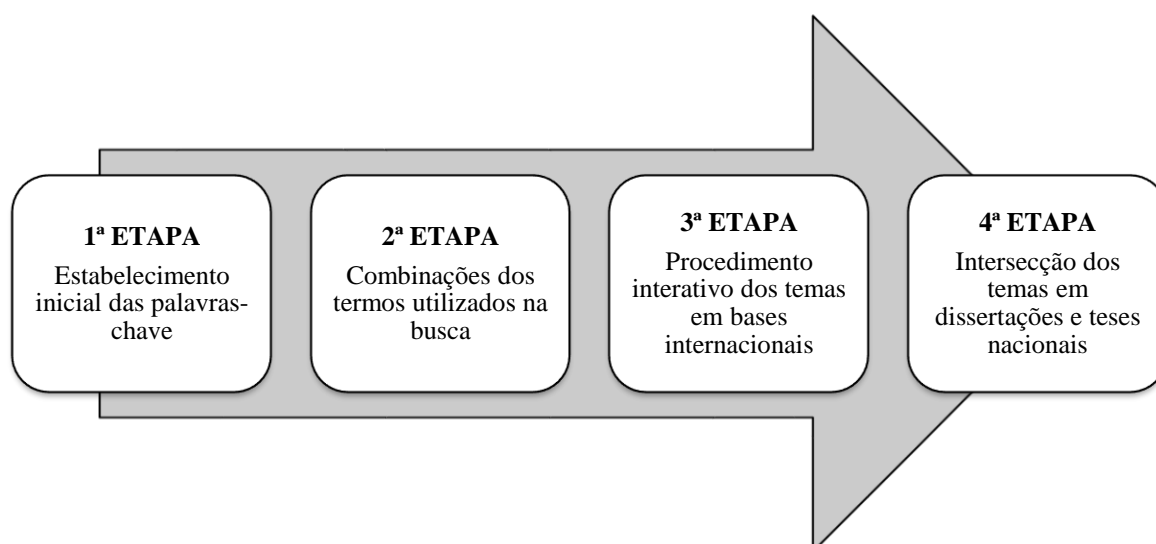 1ª ETAPA
Estabelecimento
inicial das palavras-
chave
2ª ETAPA
Combinações dos
termos utilizados na
busca
3ª ETAPA
Procedimento
interativo dos temas
em bases
internacionais
4ª ETAPA
Intersecção dos
temas em
dissertações e teses
nacionais